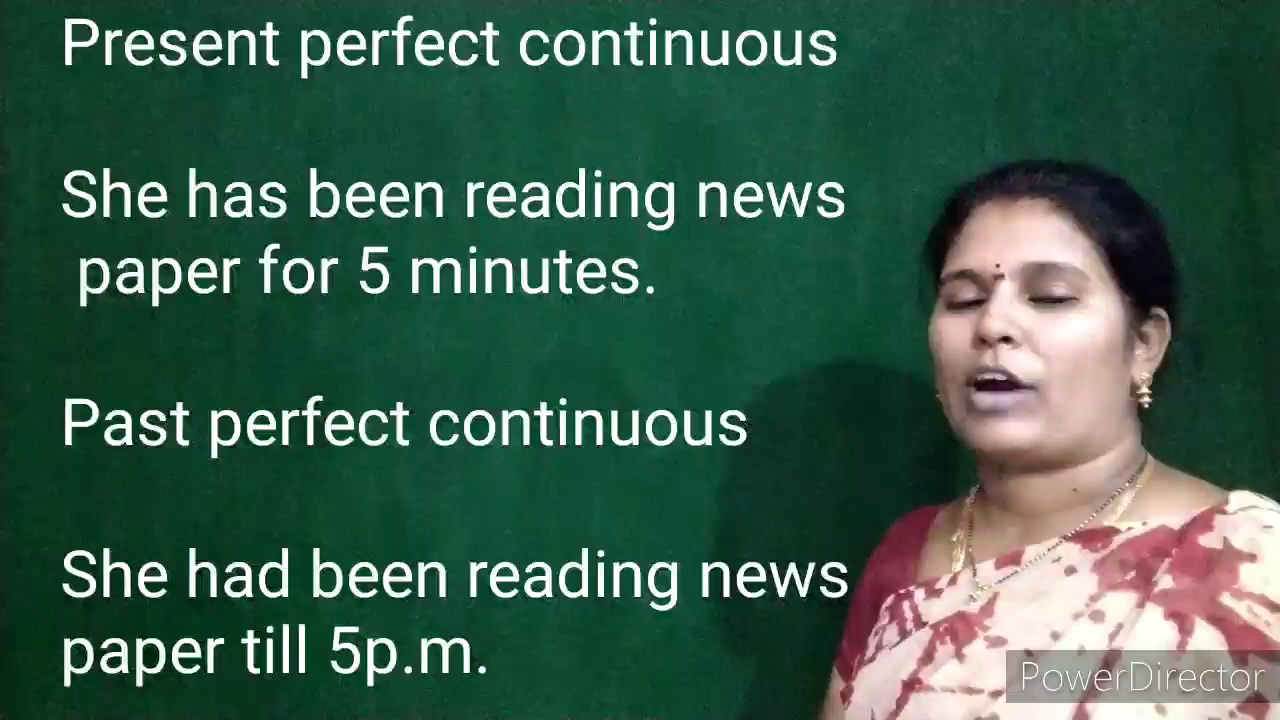 Present perfect continuous
She has been reading news
paper for 5 minutes.
Past perfect continuous
She had been reading news
paper till 5p.m.
PowerDirector